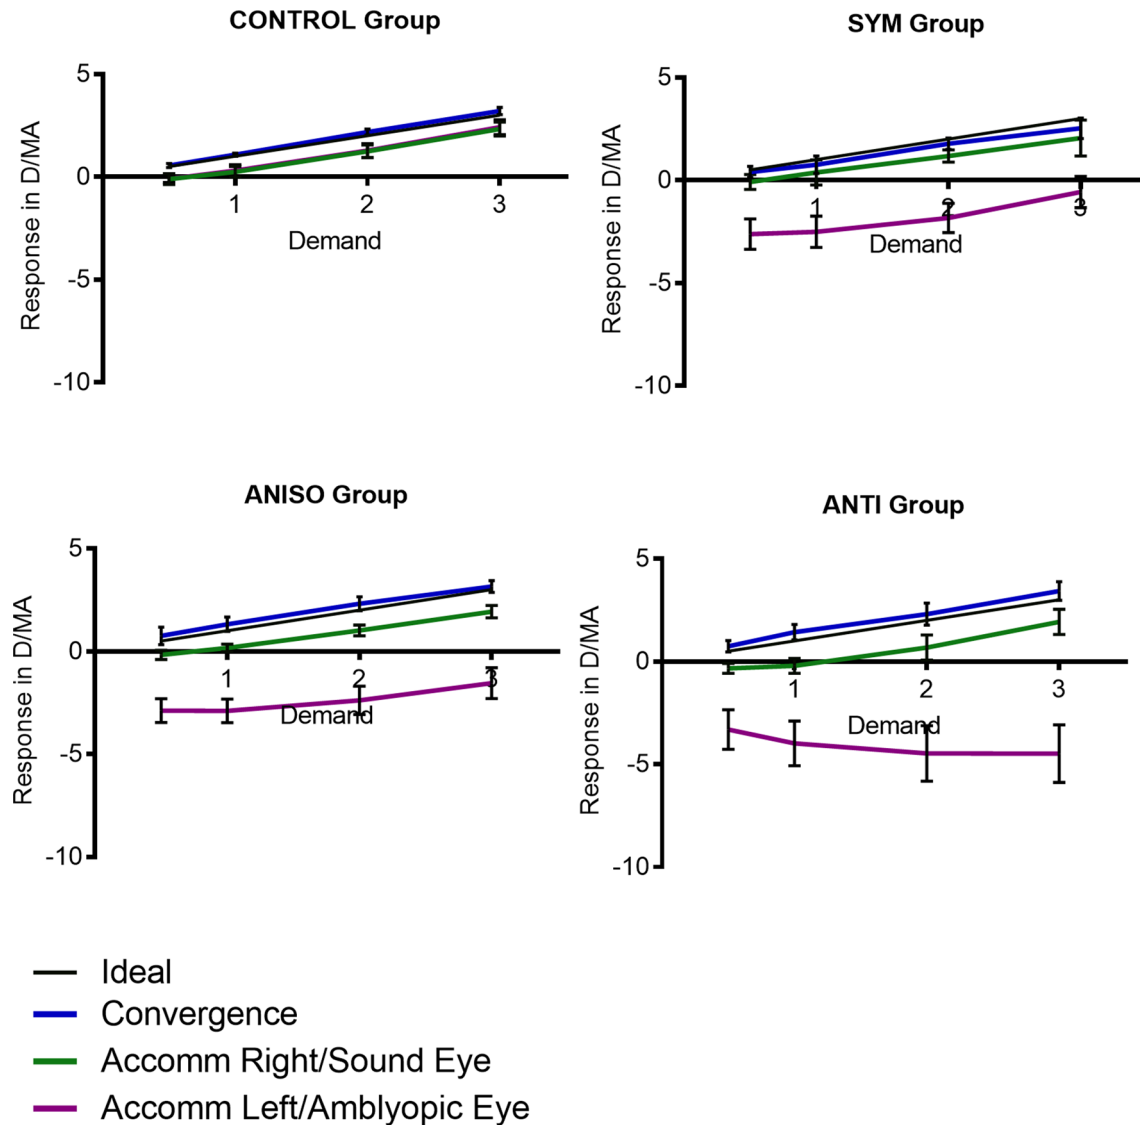 CONTROL Group
5
0
-5
-10
Response in D/MA
1 2 3
Demand
SYM Group
5
0
-5
-10
Response in D/MA
1 2 3
Demand
ANISO Group
5
0
-5
-10
Response in D/MA
1 2 3
Demand
ANTI Group
5
0
-5
-10
Response in D/MA
1 2 3
Demand
Ideal
Convergence
Accomm Right/Sound Eye
Accomm Left/Amblyopic Eye